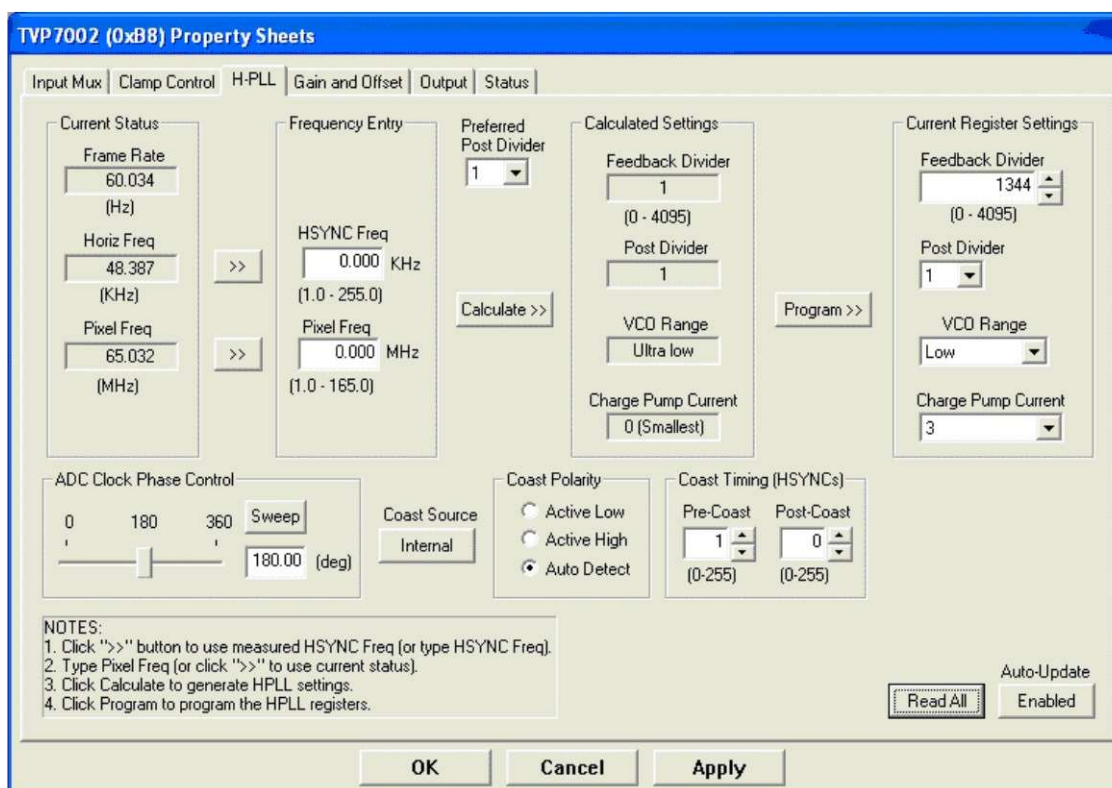 TVP7002 (0xB8) Property Sheets
Input Mux Clamp Control H-PLL Gain and Offset Output Status
Current Status
Frame Rate
60.034
(Hz)
Horiz Freq
48.387
(KHz)
>>
Pixel Freq
65.032
(MHz)
>>
Frequency Entry
HSYNC Freq
0.000 KHz
(1.0 - 255.0)
Pixel Freq
0.000 MHz
(1.0 - 165.0)
Preferred
Post Divider
1
Calculate >>
Calculated Settings
Feedback Divider
1
(0 - 4095)
Post Divider
1
VCO Range
Ultra low
Charge Pump Current
0 (Smallest)
Program >>
Current Register Settings
Feedback Divider
1344
(0 - 4095)
Post Divider
1
VCO Range
Low
Charge Pump Current
3
ADC Clock Phase Control
0 180 360
Sweep
180.00 (deg)
Coast Source
Internal
Coast Polarity
Active Low
Active High
Auto Detect
Coast Timing (HSYNCs)
Pre-Coast Post-Coast
1 0
(0-255) (0-255)
NOTES:
1. Click ">>" button to use measured HSYNC Freq (or type HSYNC Freq).
2. Type Pixel Freq (or click ">>" to use current status).
3. Click Calculate to generate HPLL settings.
4. Click Program to program the HPLL registers.
Auto-Update
Read All Enabled
OK Cancel Apply